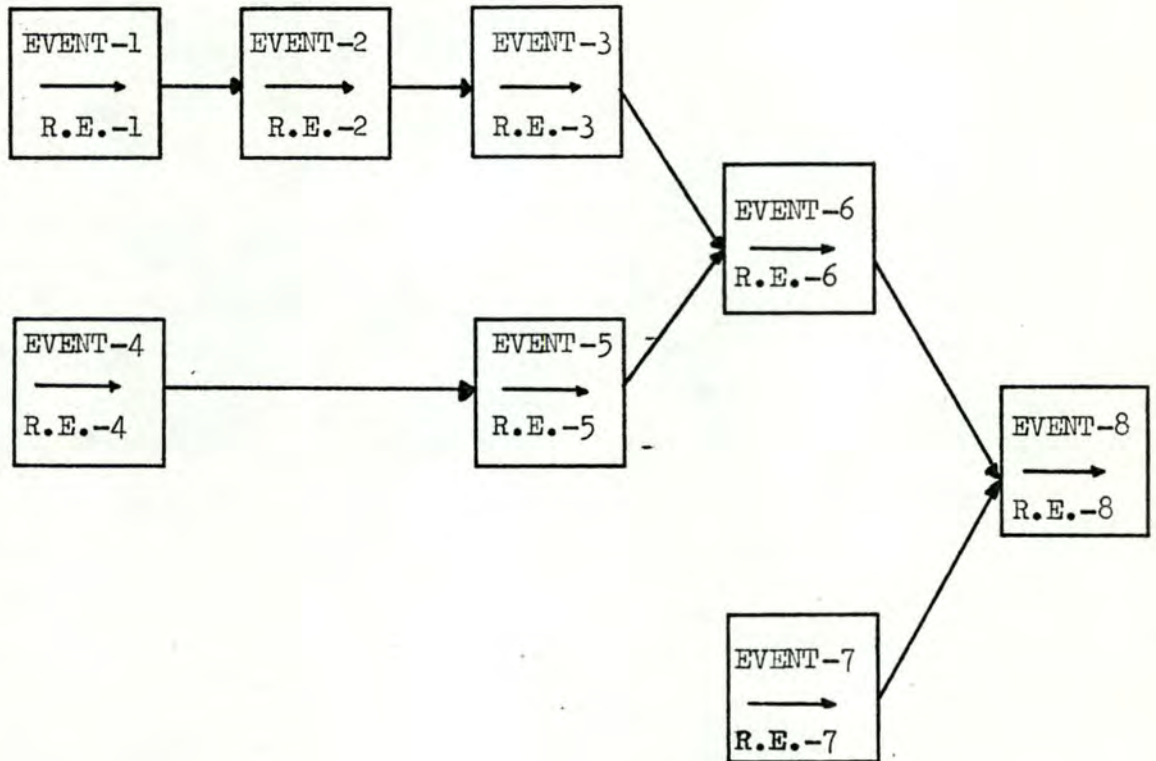 EVENT-1
R.E.-1
EVENT-2
R.E.-2
EVENT-3
R.E.-3
EVENT-6
R.E.-6
EVENT-4
R.E.-4
EVENT-5
R.E.-5
EVENT-8
R.E.-8
EVENT-7
R.E.-7